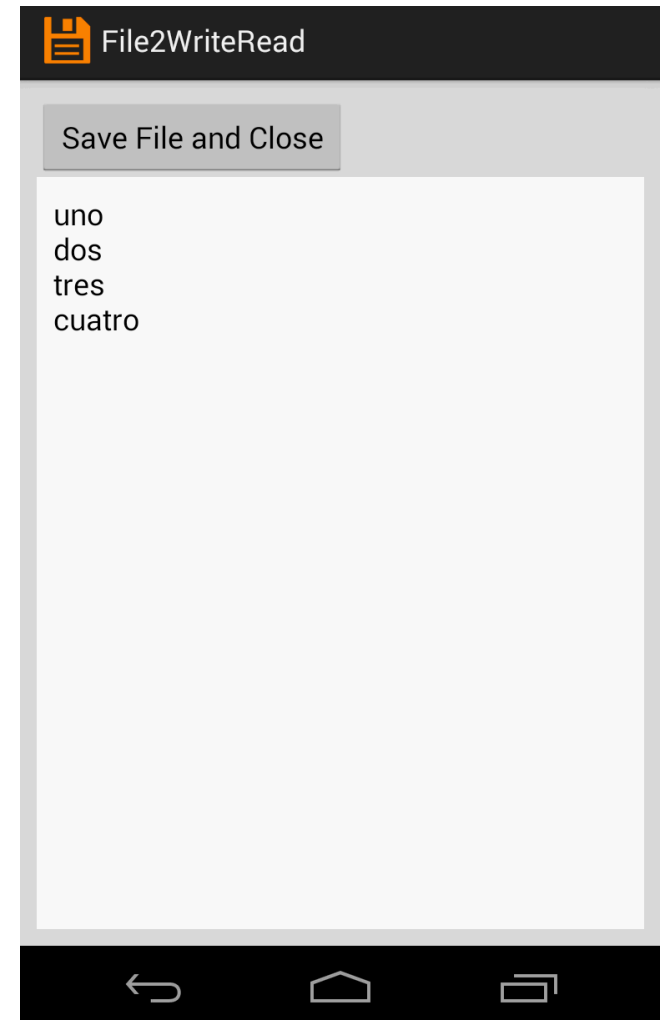 File2WriteRead
Save File and Close
uno
dos
tres
cuatro